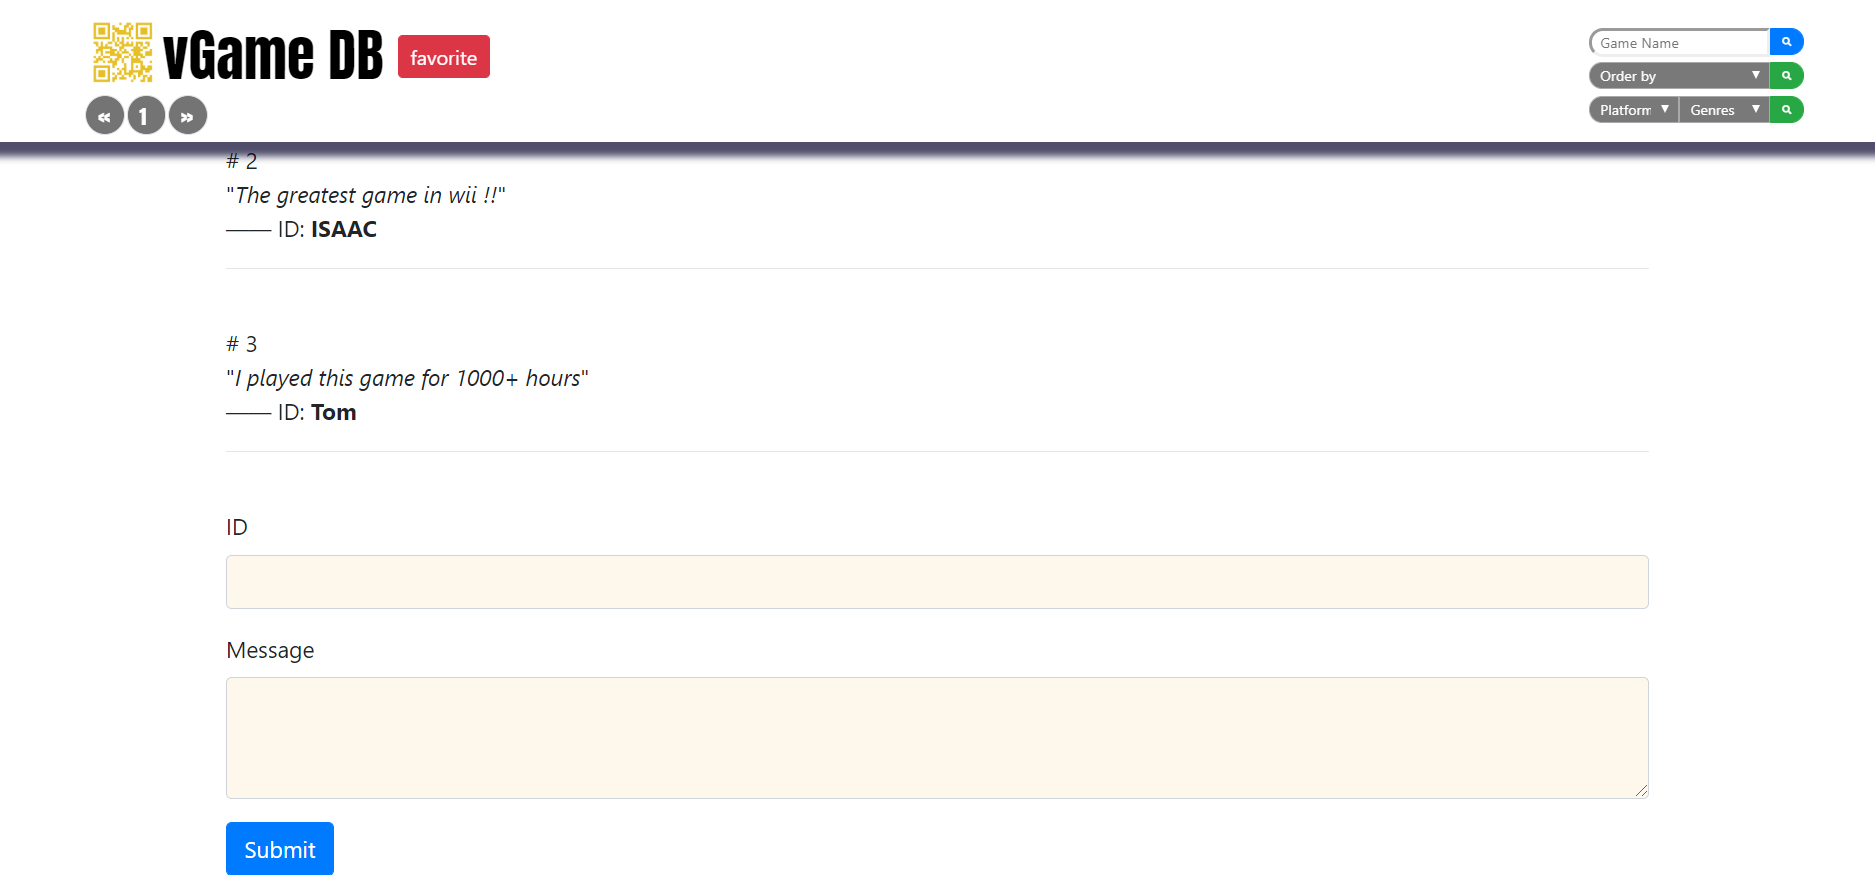 vGame DB
favorite
Game Name
Order by
Platform
Genres
« 1 »
# 2
"The greatest game in wii !!"
—— ID: ISAAC
# 3
"I played this game for 1000+ hours"
—— ID: Tom
ID
Message
Submit